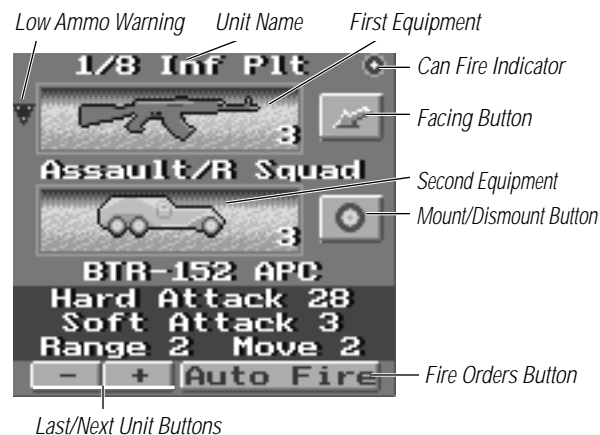 Low Ammo Warning
Unit Name
First Equipment
1/8 Inf Plt
Can Fire Indicator
3
Facing Button
Assault/R Squad
Second Equipment
Mount/Dismount Button
3
BTR-152 APC
Hard Attack 28
Soft Attack 3
Range 2 Move 2
- + Auto Fire
Fire Orders Button
Last/Next Unit Buttons